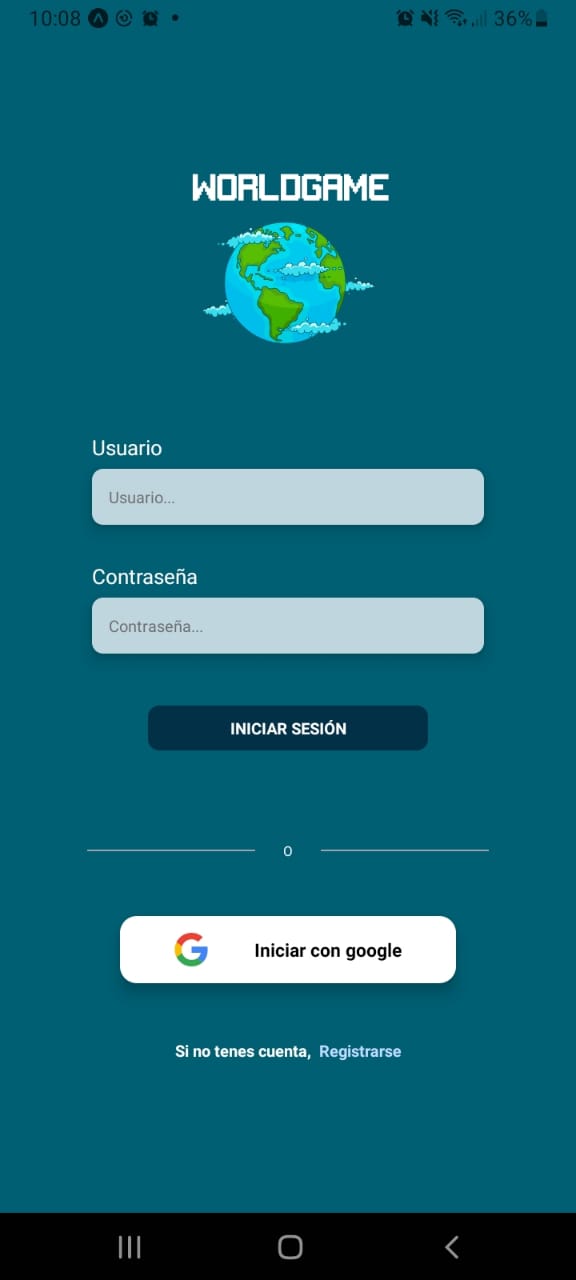 10:08 36%
WORLDGAME
Usuario
Usuario...
Contraseña
Contraseña...
INICIAR SESIÓN
O
Iniciar con google
Si no tenes cuenta, Registrarse